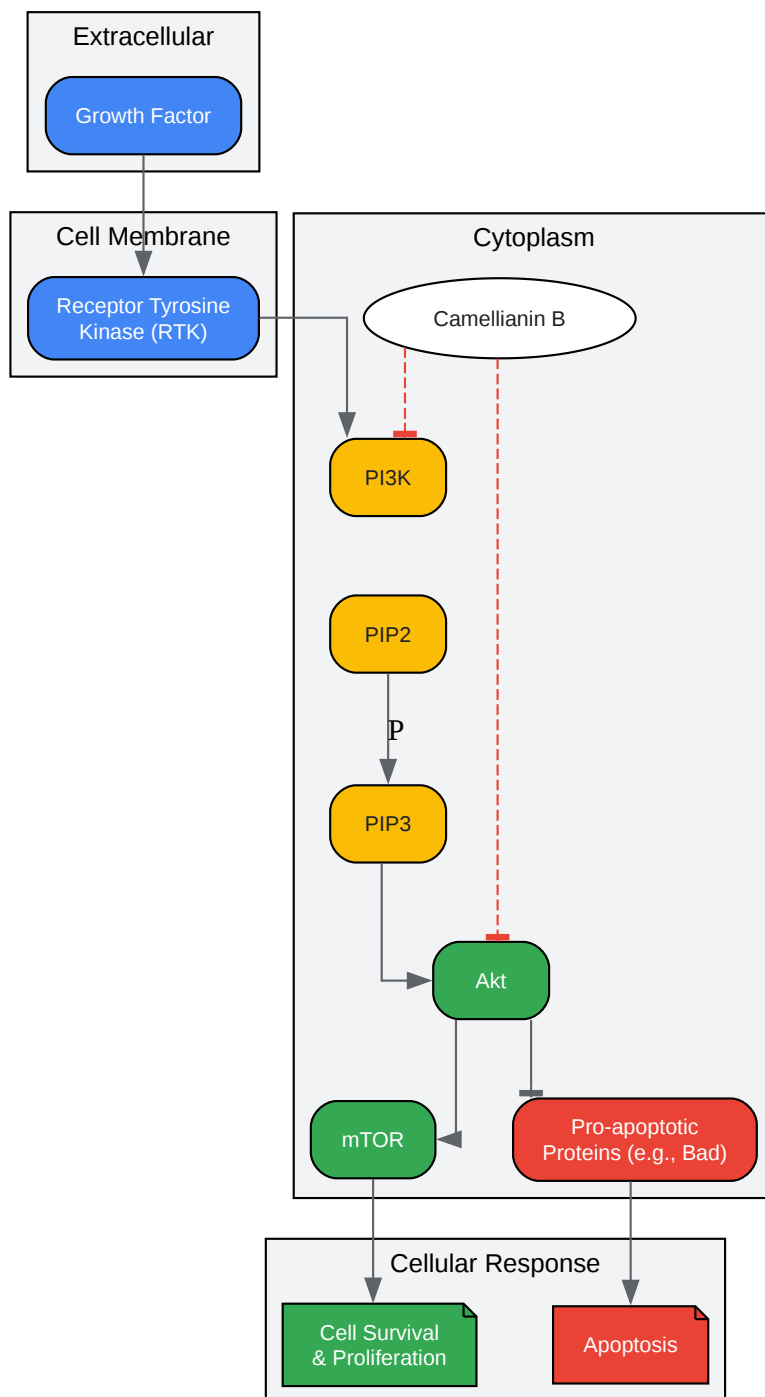 Extracellular
Growth Factor
Cell Membrane
Receptor Tyrosine
Kinase (RTK)
Cytoplasm
Camellianin B
PI3K
PIP2
P
PIP3
Akt
mTOR
Pro-apoptotic
Proteins (e.g., Bad)
Cellular Response
Cell Survival
& Proliferation
Apoptosis